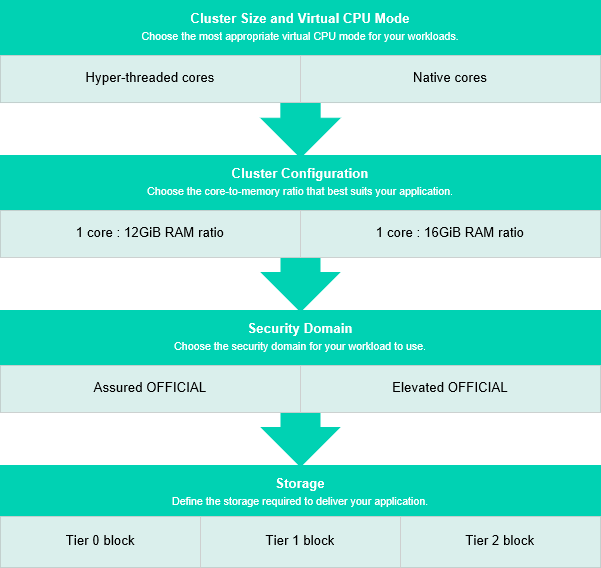 Cluster Size and Virtual CPU Mode
Choose the most appropriate virtual CPU mode for your workloads.
Hyper-threaded cores
Native cores
Cluster Configuration
Choose the core-to-memory ratio that best suits your application.
1 core : 12GiB RAM ratio
1 core : 16GiB RAM ratio
Security Domain
Choose the security domain for your workload to use.
Assured OFFICIAL
Elevated OFFICIAL
Storage
Define the storage required to deliver your application.
Tier 0 block
Tier 1 block
Tier 2 block